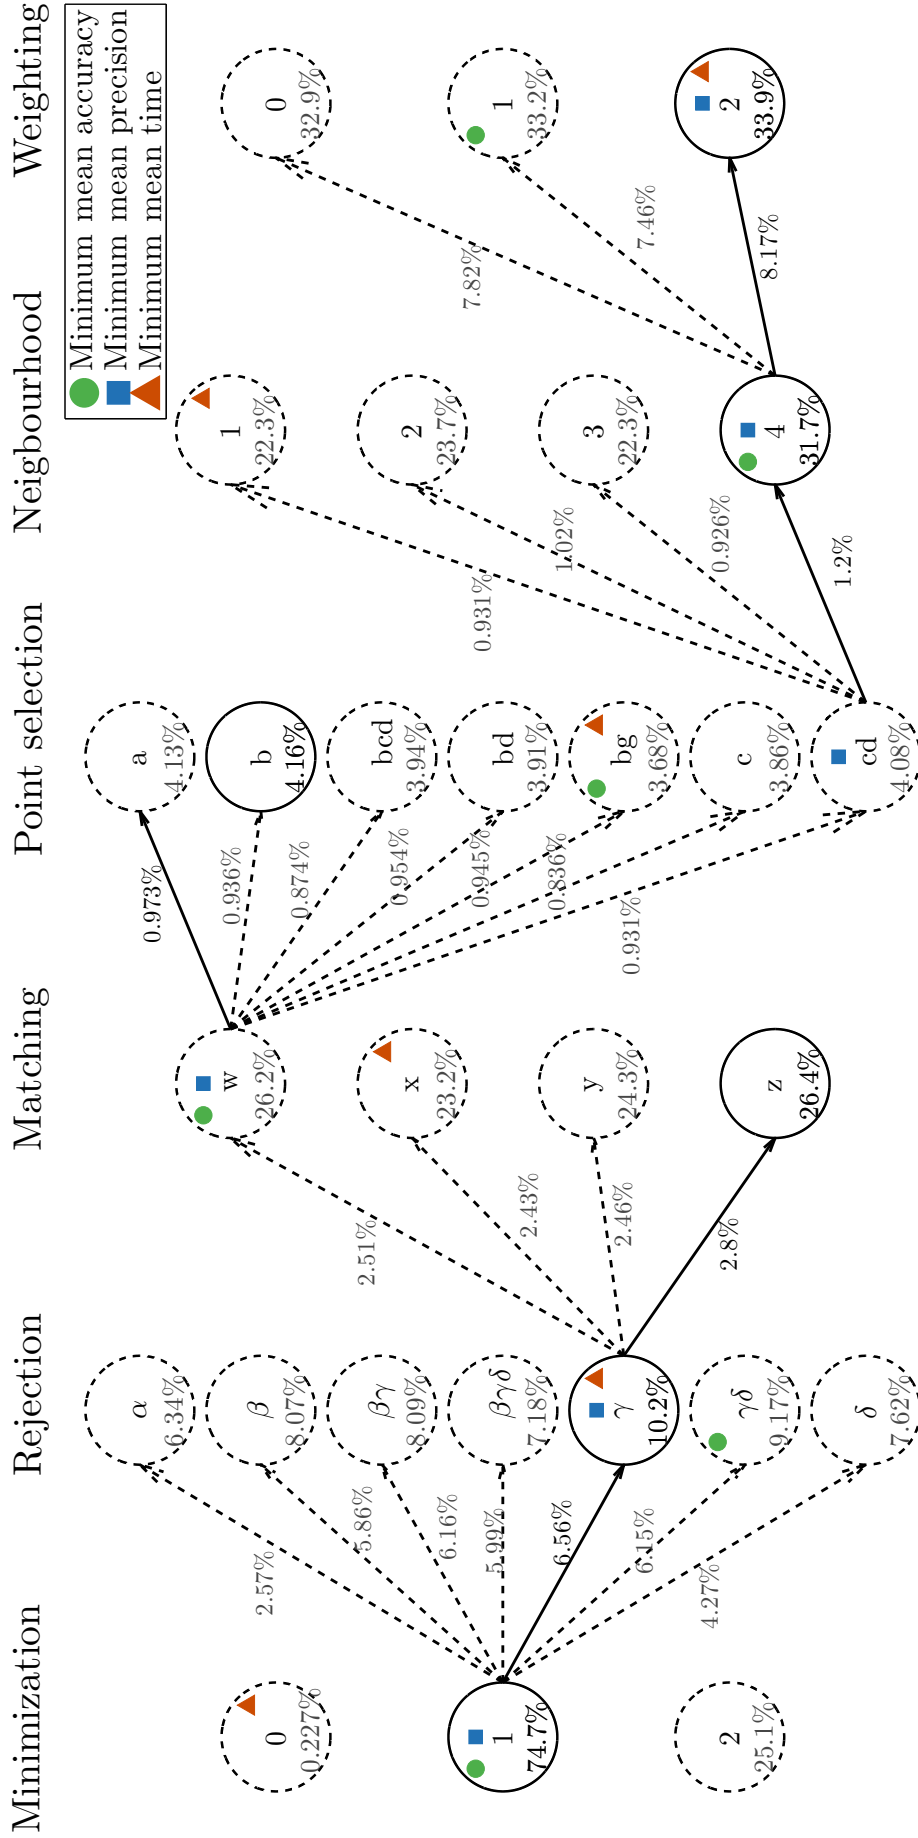 Minimization
Rejection
Matching
Point selection
Neigbourhood
Weighting
Minimum mean accuracy
Minimum mean precision
Minimum mean time
0
0.227%
1
74.7%
2
25.1%
2.57%
5.86%
6.16%
5.99%
6.56%
6.15%
4.27%
α
6.34%
β
8.07%
βγ
8.09%
βγδ
7.18%
γ
10.2%
γδ
9.17%
δ
7.62%
2.51%
2.43%
2.46%
2.8%
w
26.2%
x
23.2%
y
24.3%
z
26.4%
0.973%
0.936%
0.874%
0.954%
0.945%
0.836%
0.931%
a
4.13%
b
4.16%
bcd
3.94%
bd
3.91%
bg
3.68%
c
3.86%
cd
4.08%
0.931%
1.02%
0.926%
1.2%
1
22.3%
2
23.7%
3
22.3%
4
31.7%
7.82%
7.46%
8.17%
0
32.9%
1
33.2%
2
33.9%